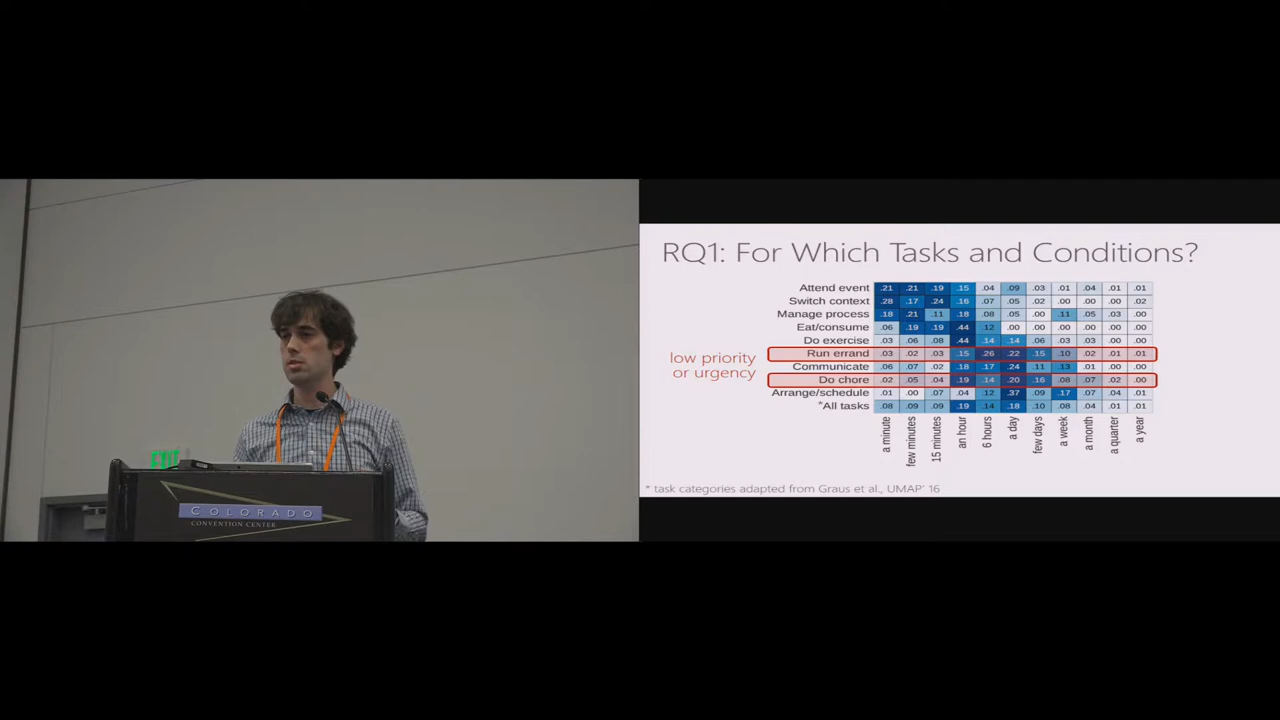 EXIT
COLORADO
CONVENTION CENTER
RQ1: For Which Tasks and Conditions?
Attend event .21 .21 .19 .15 .04 .09 .03 .01 .04 .01 .01
Switch context .28 .17 .24 .16 .07 .05 .02 .00 .00 .00 .02
Manage process .18 .21 .11 .18 .08 .05 .00 .11 .05 .03 .00
Eat/consume .06 .19 .19 .44 .12 .00 .00 .00 .00 .00 .00
Do exercise .03 .06 .08 .44 .14 .14 .06 .03 .03 .00 .00
Run errand .03 .02 .03 .15 .26 .22 .15 .10 .02 .01 .01
low priority
or urgency
Communicate .06 .07 .02 .18 .17 .24 .11 .13 .01 .00 .00
Do chore .02 .05 .04 .19 .14 .20 .16 .08 .07 .02 .00
Arrange/schedule .01 .00 .07 .04 .12 .37 .09 .17 .07 .04 .01
*All tasks .08 .09 .09 .19 .14 .18 .10 .08 .04 .01 .01
a minute few minutes 15 minutes an hour 6 hours a day few days a week a month a quarter a year
* task categories adapted from Graus et al., UMAP' 16